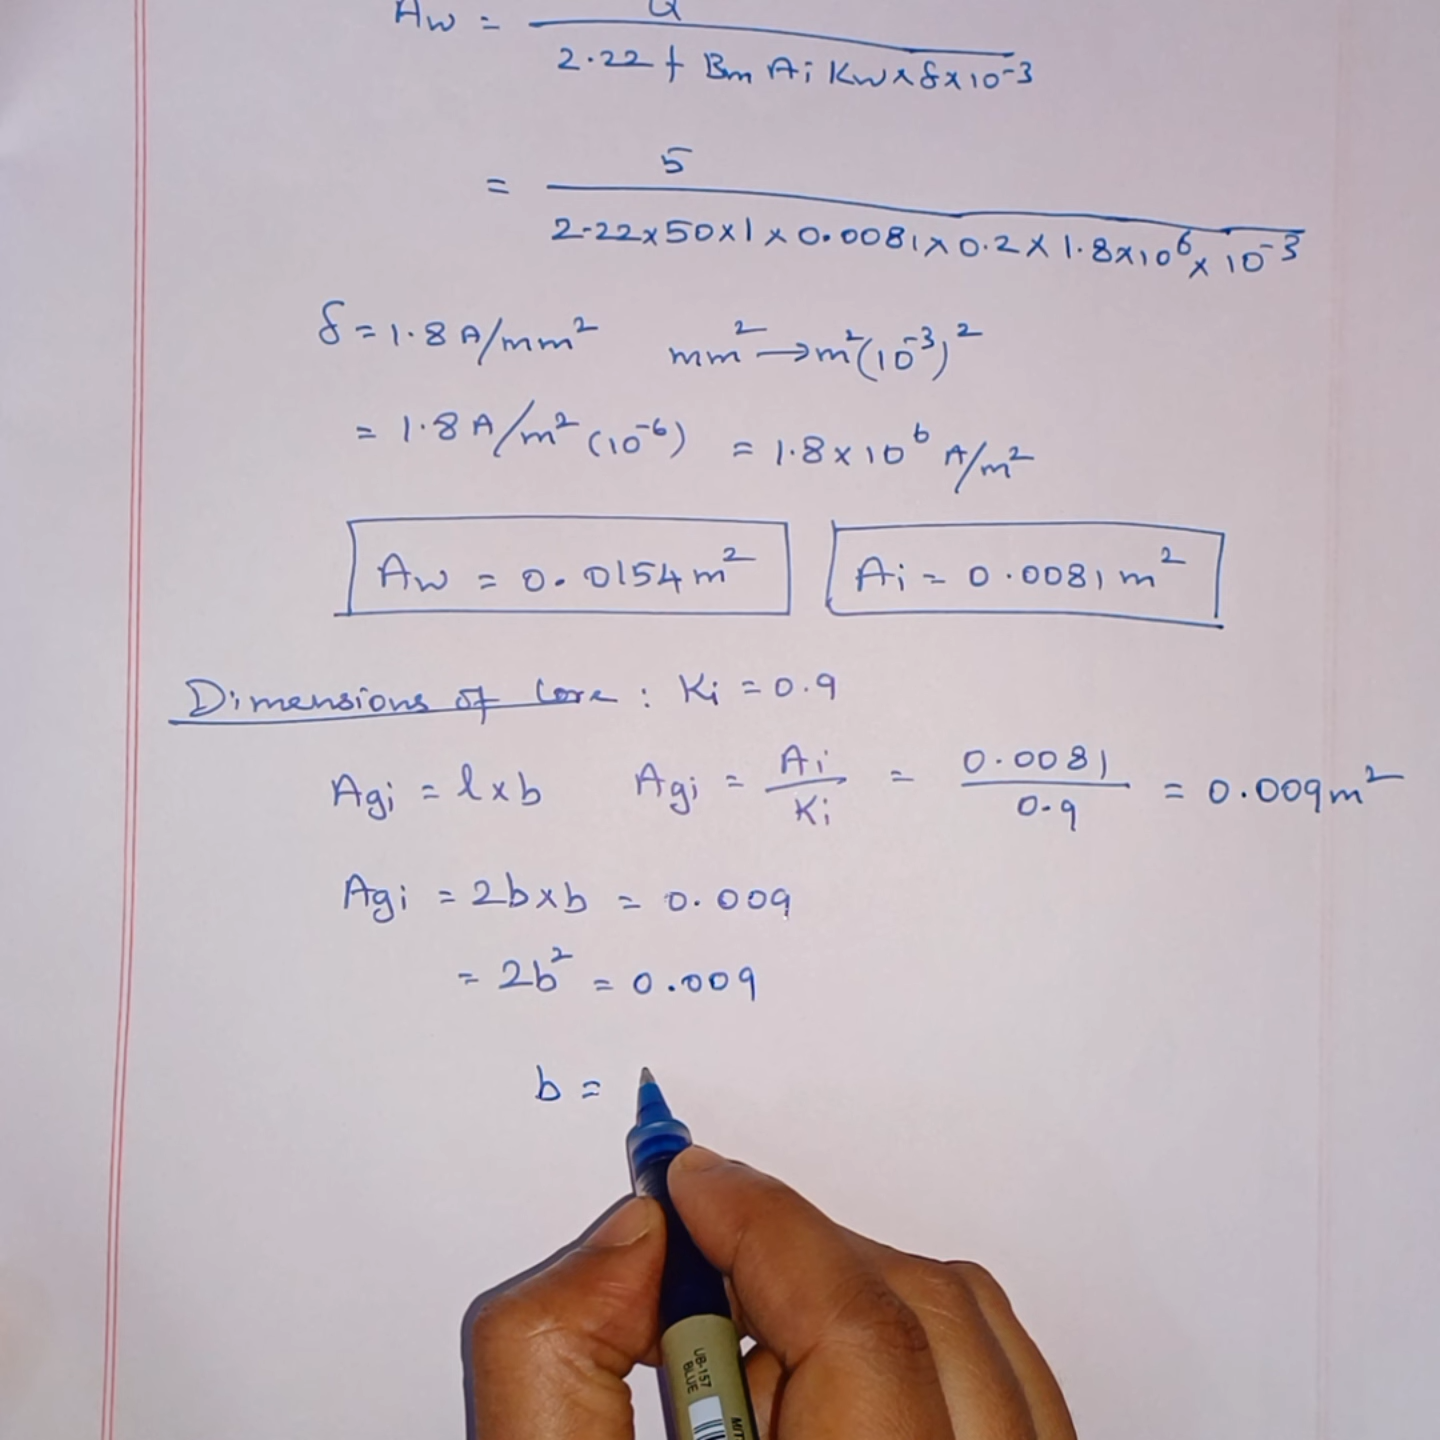 Aw = Q
2.22 f Bm Ai Kw x δ x 10⁻³
= 5
2.22 x 50 x 1 x 0.0081 x 0.2 x 1.8 x 10⁶ x 10⁻³
δ = 1.8 A/mm² mm² → m² (10⁻³)²
= 1.8 A/m² (10⁻⁶) = 1.8 x 10⁶ A/m²
Aw = 0.0154 m² Ai = 0.0081 m²
Dimensions of Core : Ki = 0.9
Agi = l x b Agi = Ai/Ki = 0.0081/0.9 = 0.009 m²
Agi = 2b x b = 0.009
= 2b² = 0.009
b =
UB-157
BLUE